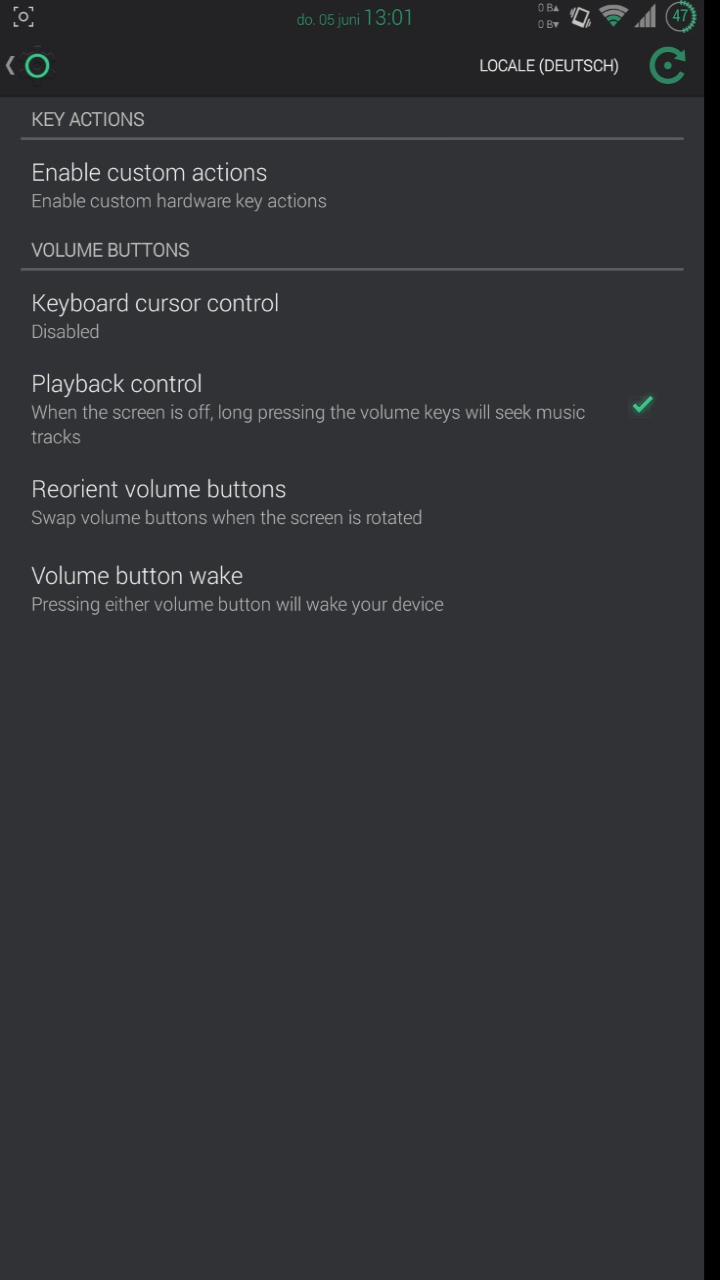 do. 05 juni 13:01
0 B▲
0 B▼
47
LOCALE (DEUTSCH)
KEY ACTIONS
Enable custom actions
Enable custom hardware key actions
VOLUME BUTTONS
Keyboard cursor control
Disabled
Playback control
When the screen is off, long pressing the volume keys will seek music
tracks
Reorient volume buttons
Swap volume buttons when the screen is rotated
Volume button wake
Pressing either volume button will wake your device